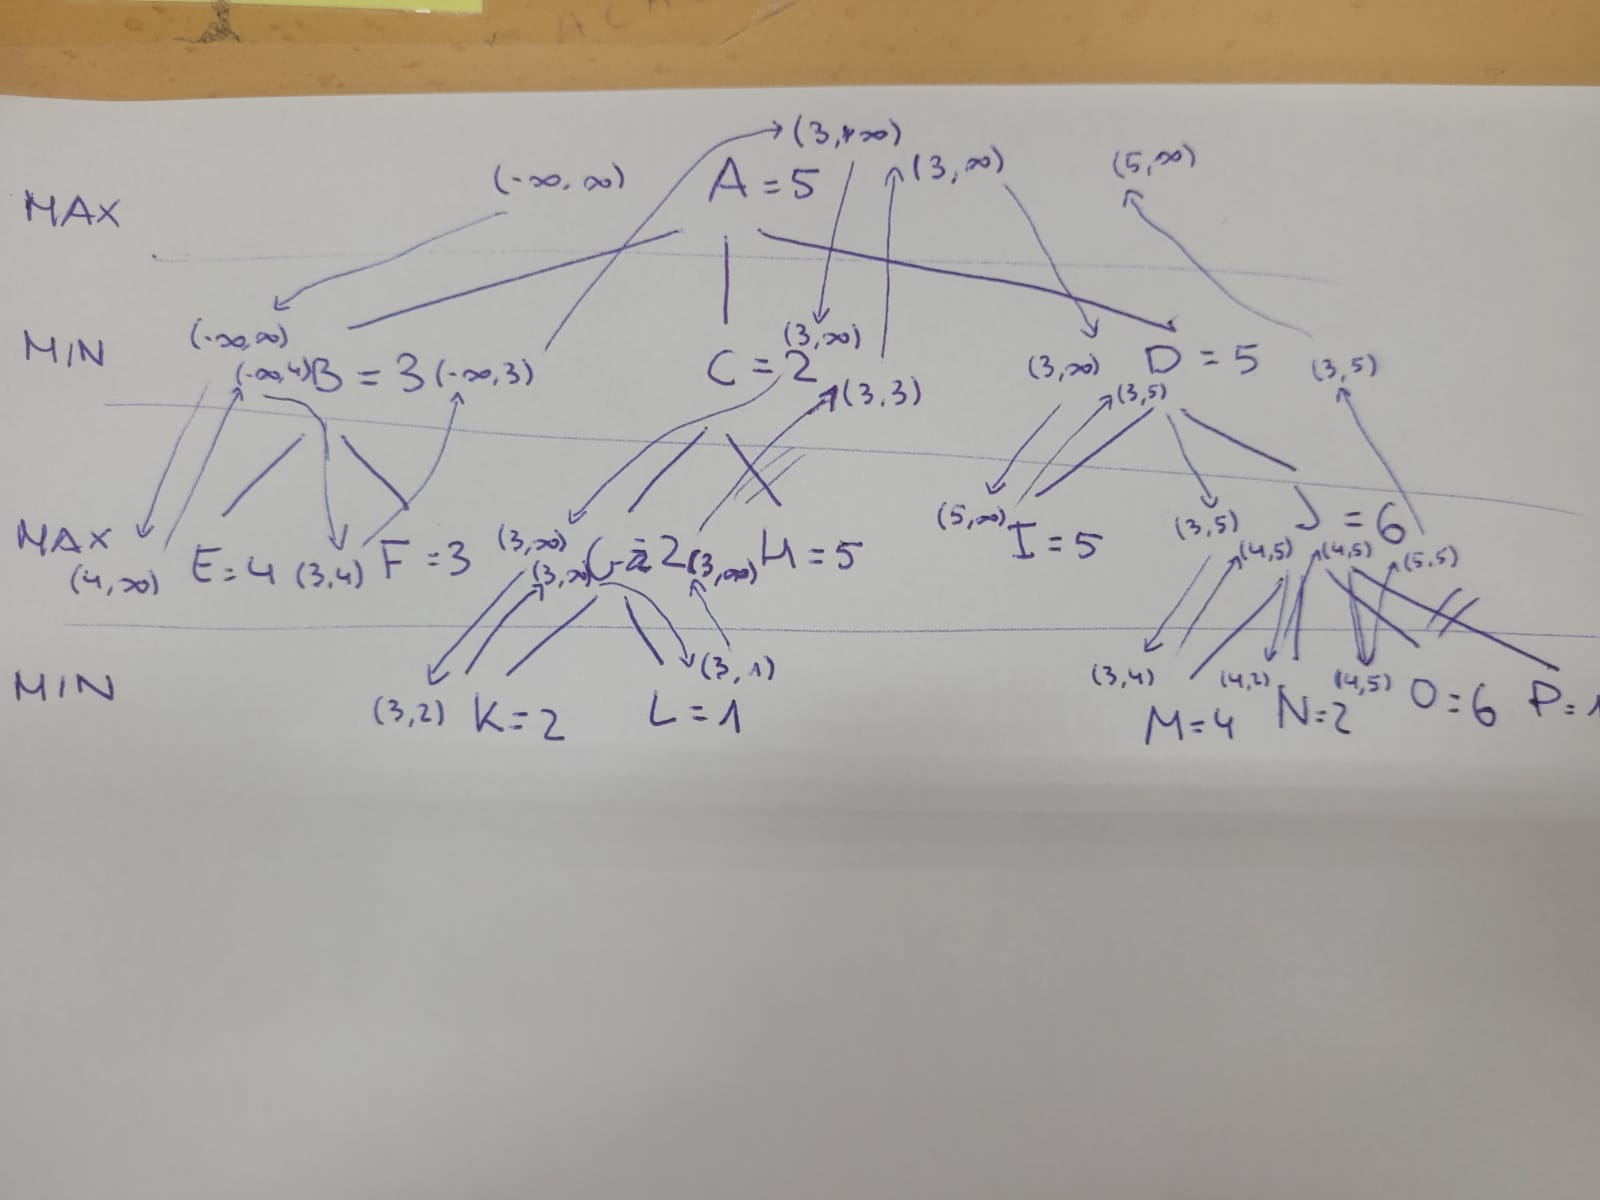 (3,+∞)
(-∞, ∞) A = 5 (3, ∞) (5, ∞)
MAX
(-∞, ∞) (3, ∞)
MIN (-∞,4) B = 3 (-∞,3) C = 2 (3,3) (3,∞) D = 5 (3,5)
(3,5)
MAX (3,∞) (5,∞) I = 5 (3,5) J = 6
(4,∞) E = 4 (3,4) F = 3 (3,∞) G = 2 (3,∞) H = 5 (4,5) (4,5) (5,5)
MIN (3,1) (3,4) (4,2) (4,5)
(3,2) K = 2 L = 1 M = 4 N = 2 O = 6 P = 1